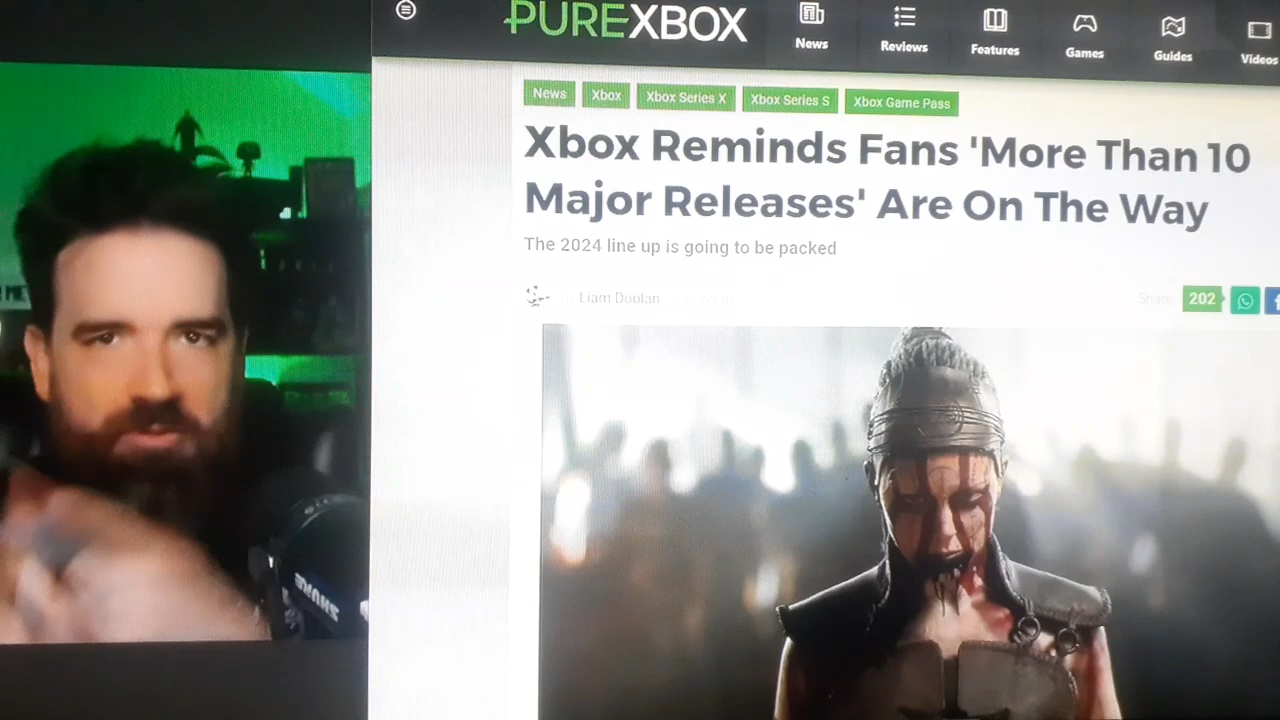 PUREXBOX
News
Reviews
Features
Games
Guides
Videos
News
Xbox
Xbox Series X
Xbox Series S
Xbox Game Pass
Xbox Reminds Fans 'More Than 10
Major Releases' Are On The Way
The 2024 line up is going to be packed
by Liam Doolan
Share:
202